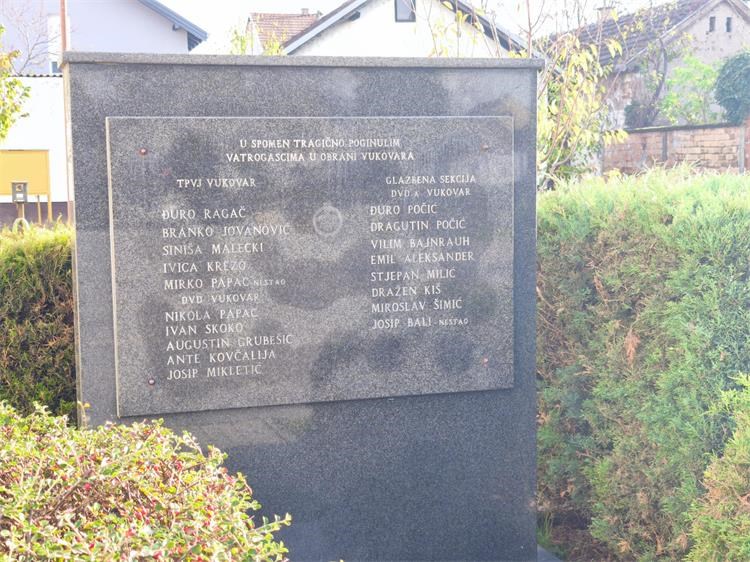 U SPOMEN TRAGIČNO POGINULIM
VATROGASCIMA U OBRANI VUKOVARA
TPVJ VUKOVAR
ĐURO RAGAČ
BRANKO JOVANOVIĆ
SINIŠA MALECKI
IVICA KREZO
MIRKO PAPAC NESTAO
DVD VUKOVAR
NIKOLA PAPAC
IVAN SKOKO
AUGUSTIN GRUBEŠIĆ
ANTE KOVČALIJA
JOSIP MIKLETIĆ
GLAZBENA SEKCIJA
DVD.a VUKOVAR
ĐURO POČIĆ
DRAGUTIN POČIĆ
VILIM BAJNRAUH
EMIL ALEKSANDER
STJEPAN MILIĆ
DRAŽEN KIŠ
MIROSLAV ŠIMIĆ
JOSIP BALI NESTAO